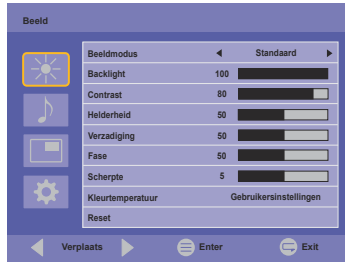 Beeld
Beeldmodus Standaard
Backlight 100
Contrast 80
Helderheid 50
Verzadiging 50
Fase 50
Scherpte 5
Kleurtemperatuur Gebruikersinstellingen
Reset
Verplaats Enter Exit